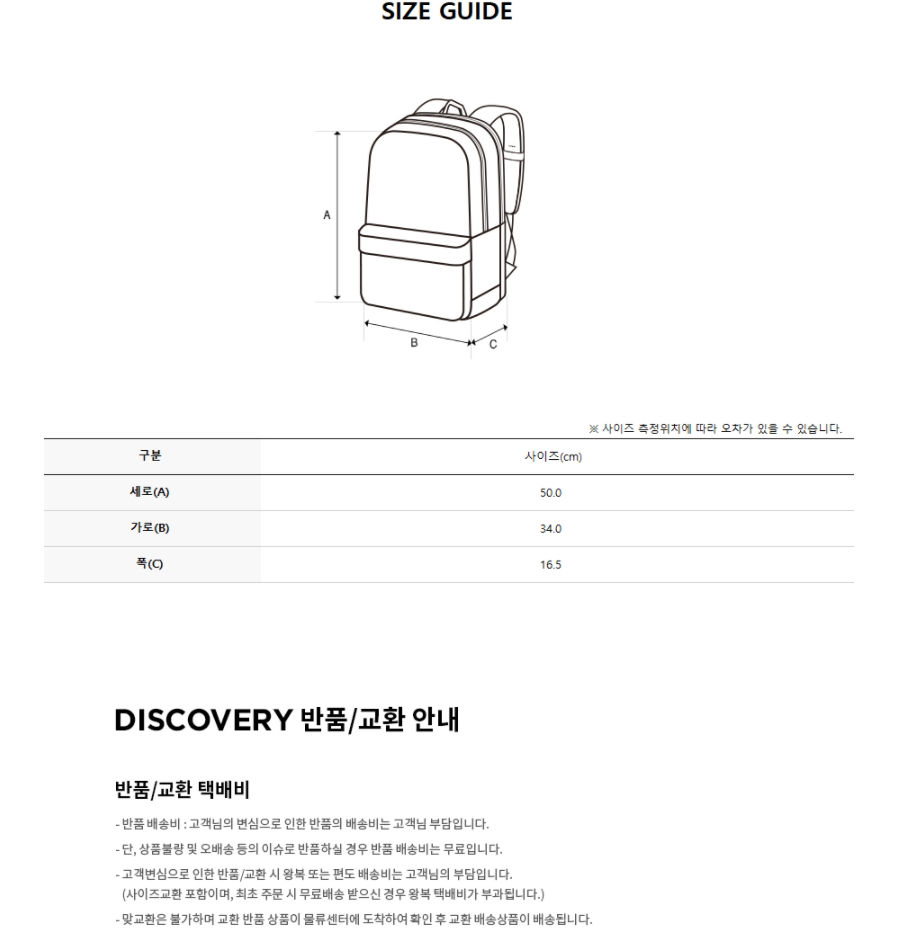 SIZE GUIDE
A
B
C
※ 사이즈 측정위치에 따라 오차가 있을 수 있습니다.
구분 사이즈(cm)
세로(A) 50.0
가로(B) 34.0
폭(C) 16.5
DISCOVERY 반품/교환 안내
반품/교환 택배비
- 반품 배송비 : 고객님의 변심으로 인한 반품의 배송비는 고객님 부담입니다.
- 단, 상품불량 및 오배송 등의 이슈로 반품하실 경우 반품 배송비는 무료입니다.
- 고객변심으로 인한 반품/교환 시 왕복 또는 편도 배송비는 고객님의 부담입니다.
(사이즈교환 포함이며, 최초 주문 시 무료배송 받으신 경우 왕복 택배비가 부과됩니다.)
- 맞교환은 불가하며 교환 반품 상품이 물류센터에 도착하여 확인 후 교환 배송상품이 배송됩니다.